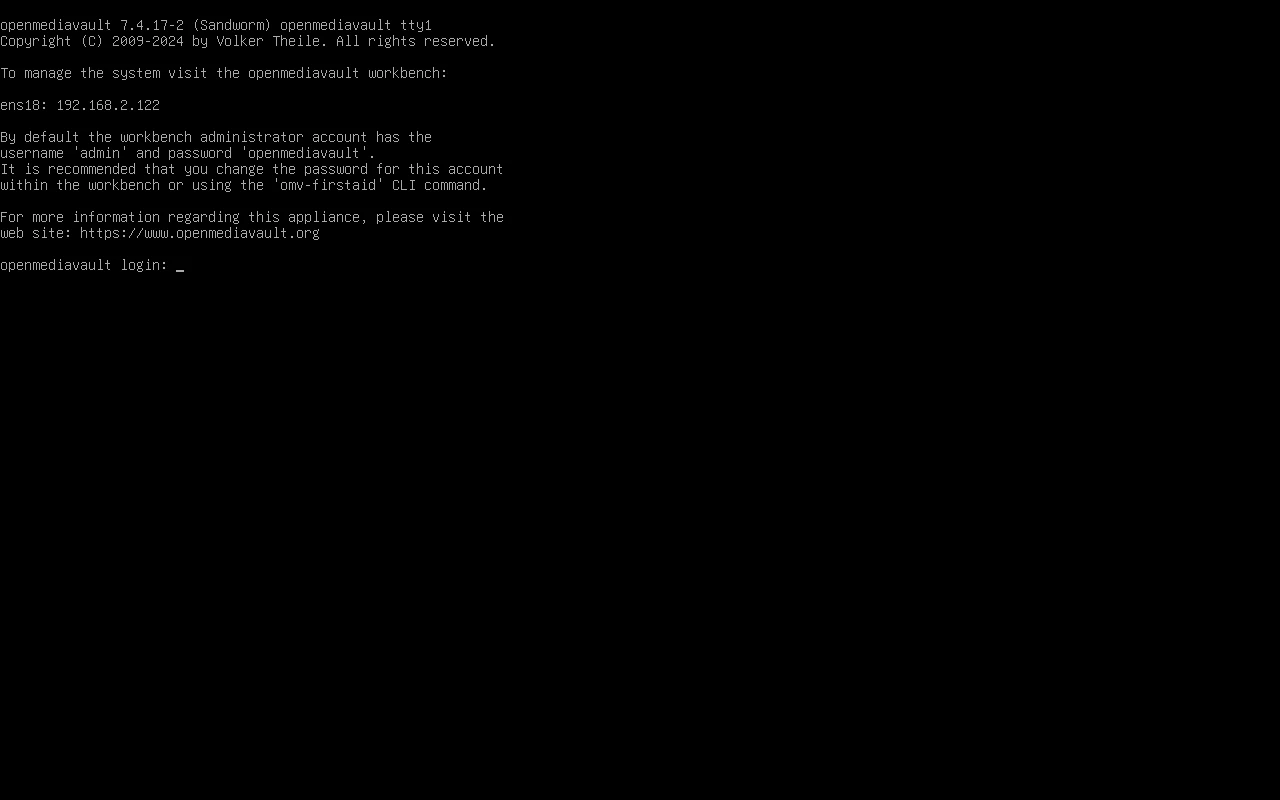 openmediavault 7.4.17-2 (Sandworm) openmediavault tty1
Copyright (C) 2009-2024 by Volker Theile. All rights reserved.
To manage the system visit the openmediavault workbench:
ens18: 192.168.2.122
By default the workbench administrator account has the
username 'admin' and password 'openmediavault'.
It is recommended that you change the password for this account
within the workbench or using the 'omv-firstaid' CLI command.
For more information regarding this appliance, please visit the
web site: https://www.openmediavault.org
openmediavault login: _